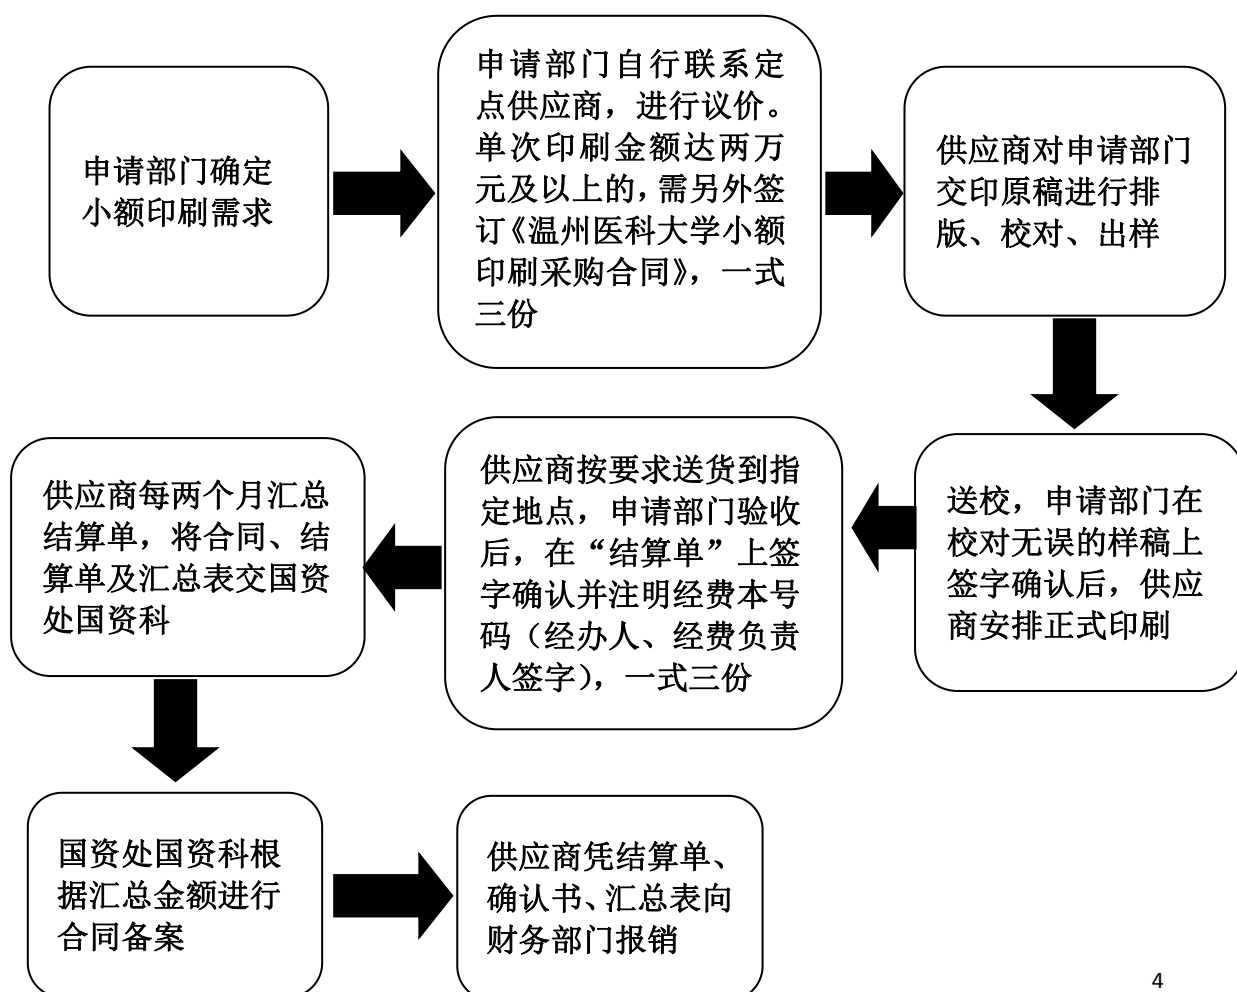 申请部门确定
小额印刷需求
申请部门自行联系定
点供应商，进行议价。
单次印刷金额达两万
元及以上的，需另外签
订《温州医科大学小额
印刷采购合同》，一式
三份
供应商对申请部门
交印原稿进行排
版、校对、出样
送校，申请部门在
校对无误的样稿上
签字确认后，供应
商安排正式印刷
供应商按要求送货到指
定地点，申请部门验收
后，在“结算单”上签
字确认并注明经费本号
码（经办人、经费负责
人签字），一式三份
供应商每两个月汇总
结算单，将合同、结
算单及汇总表交国资
处国资科
国资处国资科根
据汇总金额进行
合同备案
供应商凭结算单、
确认书、汇总表向
财务部门报销
4